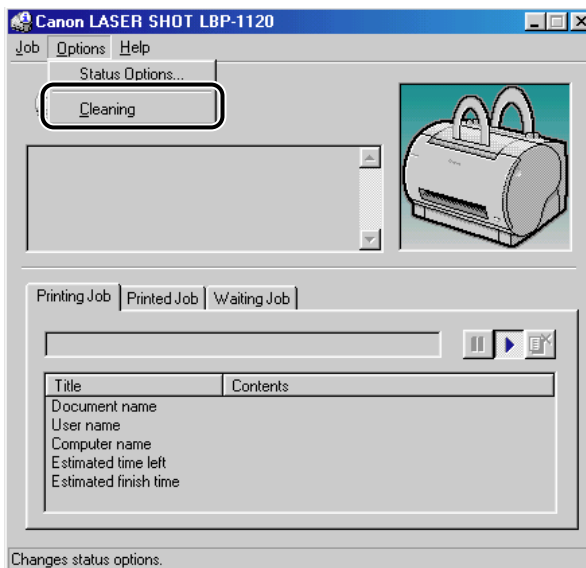 Canon LASER SHOT LBP-1120
Job Options Help
Status Options...
Cleaning
Printing Job Printed Job Waiting Job
Title Contents
Document name
User name
Computer name
Estimated time left
Estimated finish time
Changes status options.